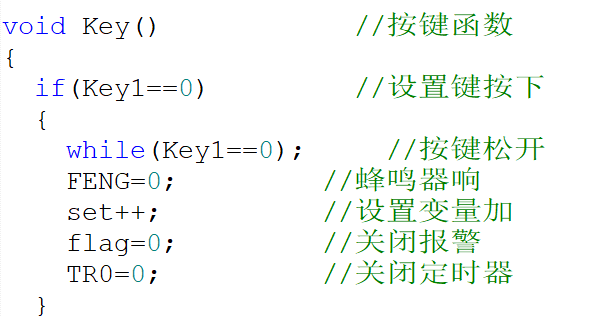 void Key()             //按键函数
{
  if(Key1==0)          //设置键按下
  {
    while(Key1==0);     //按键松开
    FENG=0;         //蜂鸣器响
    set++;          //设置变量加
    flag=0;         //关闭报警
    TR0=0;          //关闭定时器
  }